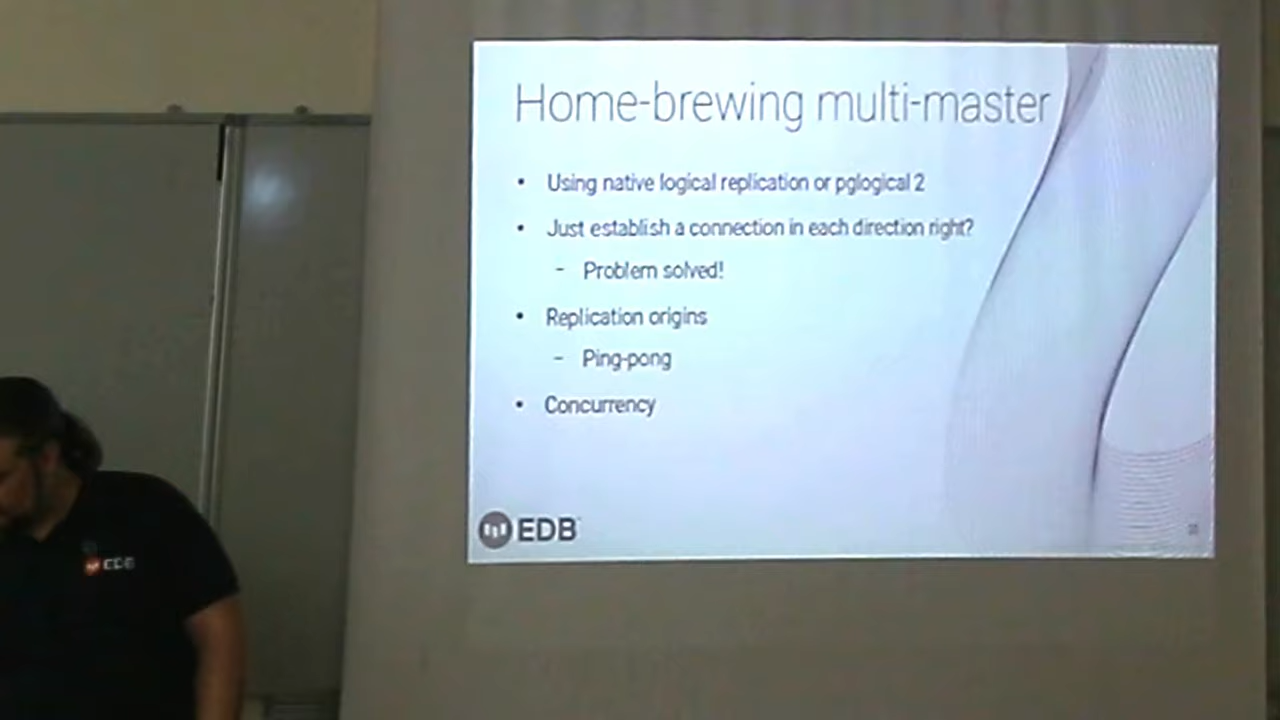 Home-brewing multi-master
• Using native logical replication or pglogical 2
• Just establish a connection in each direction right?
- Problem solved!
• Replication origins
- Ping-pong
• Concurrency
EDB
EDB